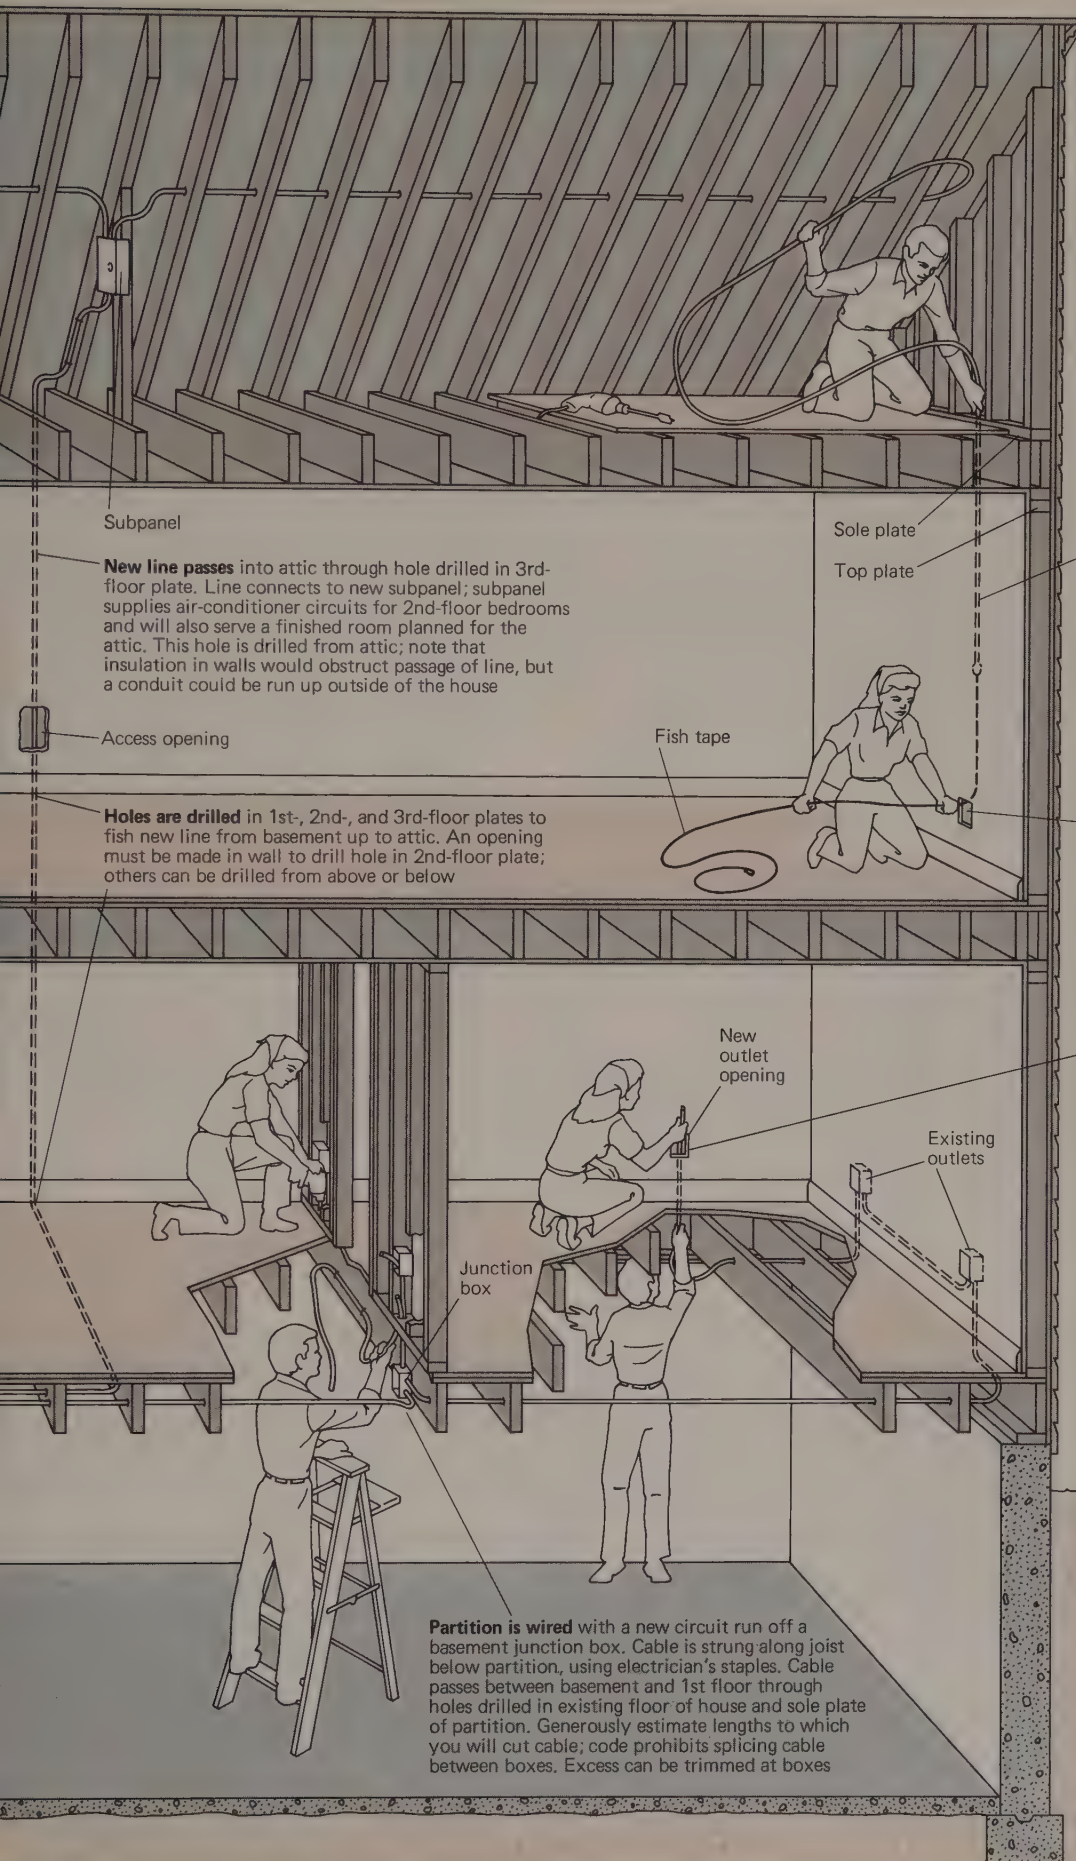 Subpanel
New line passes into attic through hole drilled in 3rd-
floor plate. Line connects to new subpanel; subpanel
supplies air-conditioner circuits for 2nd-floor bedrooms
and will also serve a finished room planned for the
attic. This hole is drilled from attic; note that
insulation in walls would obstruct passage of line, but
a conduit could be run up outside of the house
Sole plate
Top plate
Access opening
Fish tape
Holes are drilled in 1st-, 2nd-, and 3rd-floor plates to
fish new line from basement up to attic. An opening
must be made in wall to drill hole in 2nd-floor plate;
others can be drilled from above or below
New
outlet
opening
Existing
outlets
Junction
box
Partition is wired with a new circuit run off a
basement junction box. Cable is strung along joist
below partition, using electrician's staples. Cable
passes between basement and 1st floor through
holes drilled in existing floor of house and sole plate
of partition. Generously estimate lengths to which
you will cut cable; code prohibits splicing cable
between boxes. Excess can be trimmed at boxes